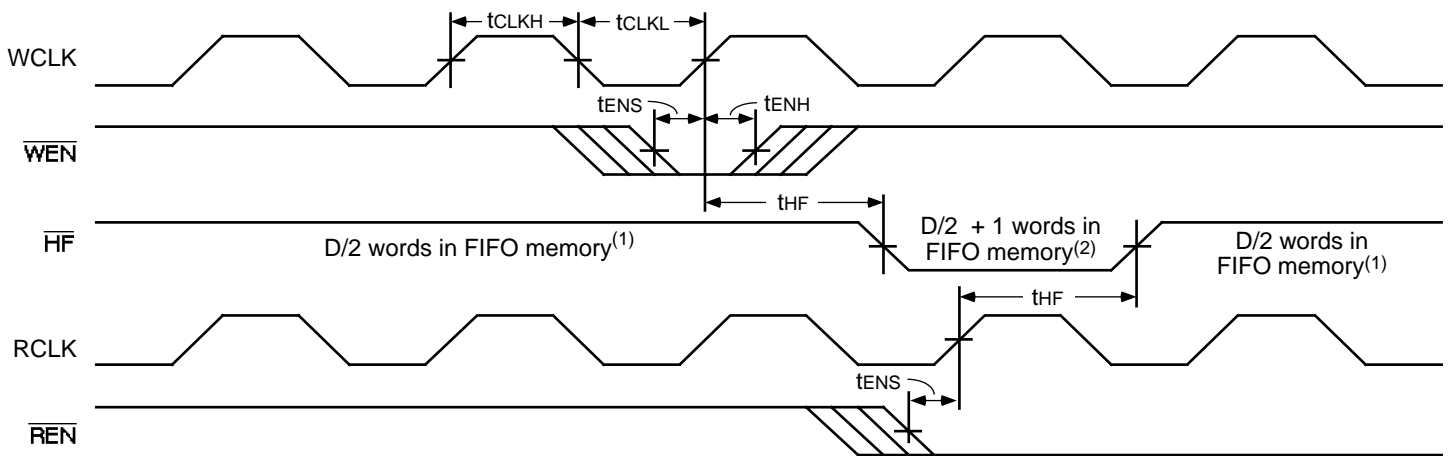 tCLKH tCLKL
WCLK
tENS tENH
WEN
tHF
HF
D/2 words in FIFO memory(1)
D/2 + 1 words in
FIFO memory(2)
D/2 words in
FIFO memory(1)
tHF
RCLK
tENS
REN